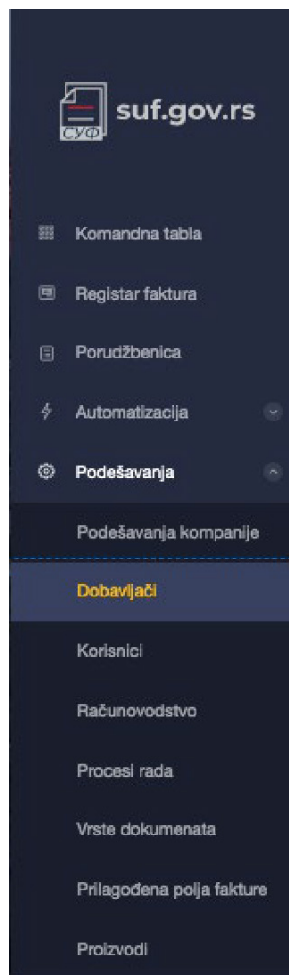 suf.gov.rs
СУФ
Komandna tabla
Registar faktura
Porudžbenica
Automatizacija
Podešavanja
Podešavanja kompanije
Dobavljači
Korisnici
Računovodstvo
Procesi rada
Vrste dokumenata
Prilagođena polja fakture
Proizvodi